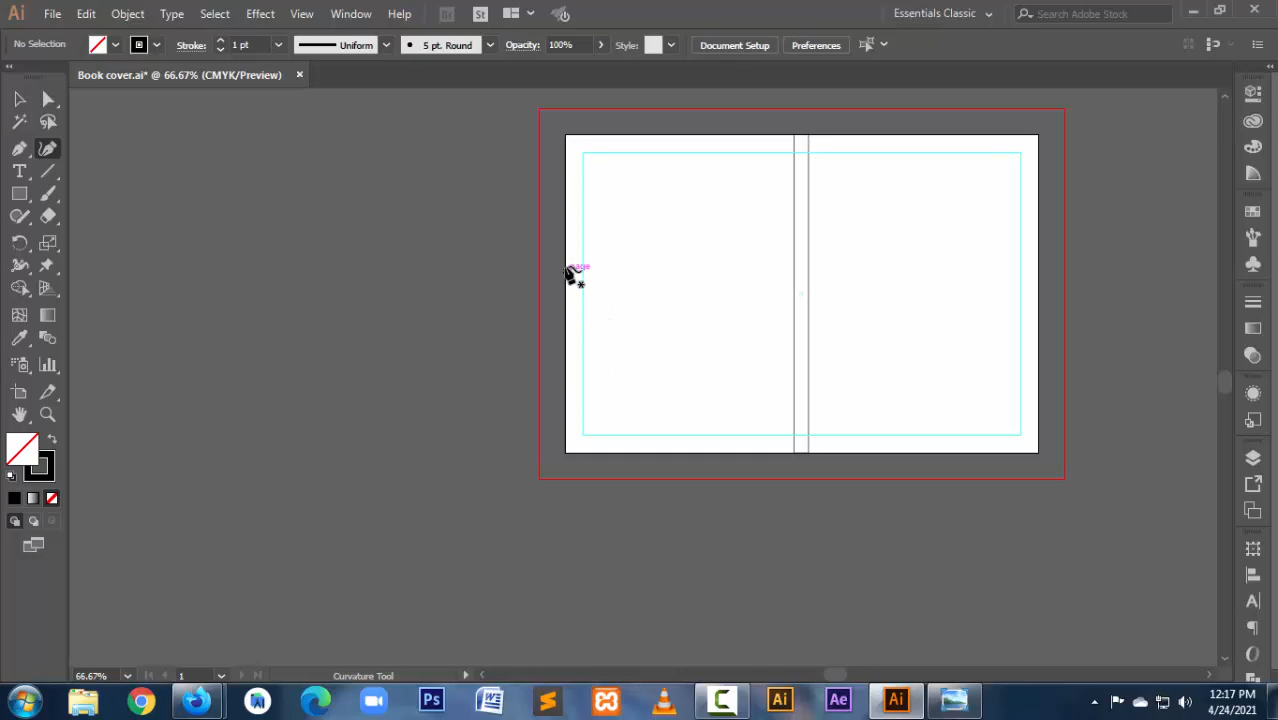 Ai File Edit Object Type Select Effect View Window Help Br St Essentials Classic Search Adobe Stock
No Selection Stroke: 1 pt Uniform 5 pt. Round Opacity: 100% Style: Document Setup Preferences
Book cover.ai* @ 66.67% (CMYK/Preview)
66.67% 1 Curvature Tool
Ps Ai Ae Ai 12:17 PM
4/24/2021